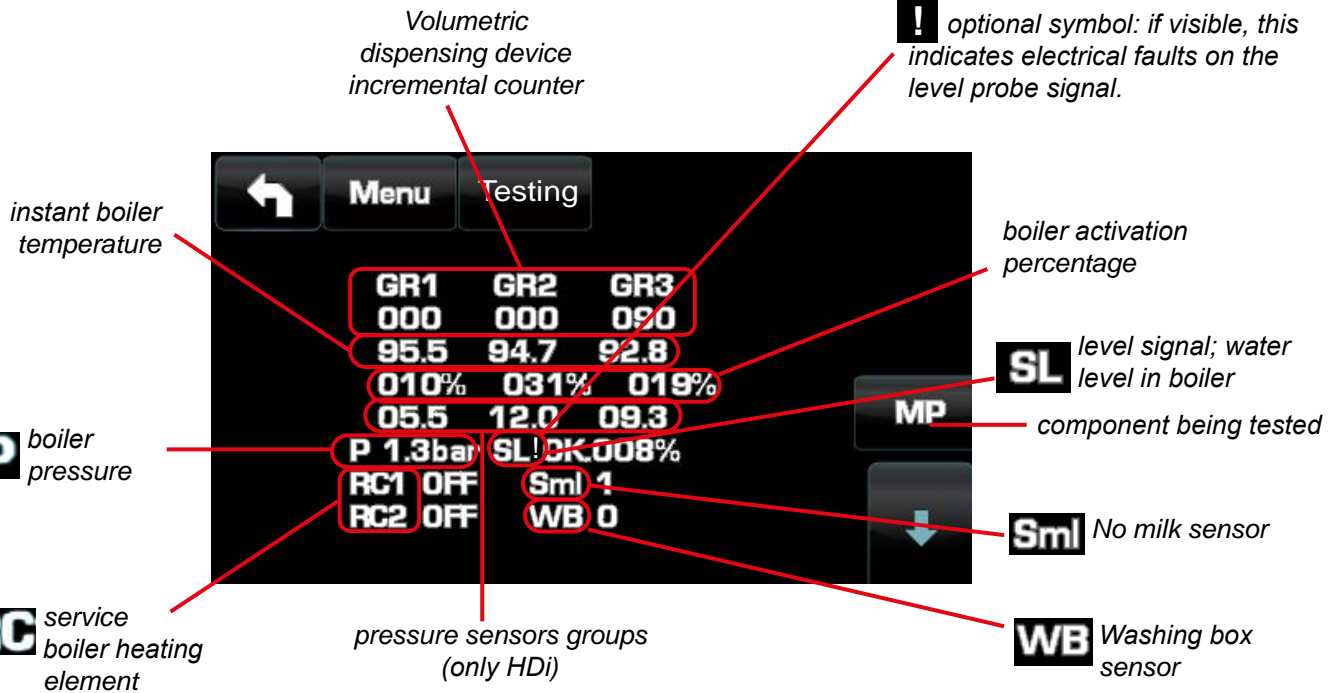 Volumetric
dispensing device
incremental counter
! optional symbol: if visible, this
indicates electrical faults on the
level probe signal.
instant boiler
temperature
Menu
Testing
boiler activation
percentage
GR1 GR2 GR3
000 000 090
95.5 94.7 92.8
010% 031% 019%
05.5 12.0 09.3
P 1.3bar SL!OK.008%
RC1 OFF Sml 1
RC2 OFF WB 0
MP
SL level signal; water
level in boiler
component being tested
P boiler
pressure
Sml No milk sensor
RC service
boiler heating
element
pressure sensors groups
(only HDi)
WB Washing box
sensor